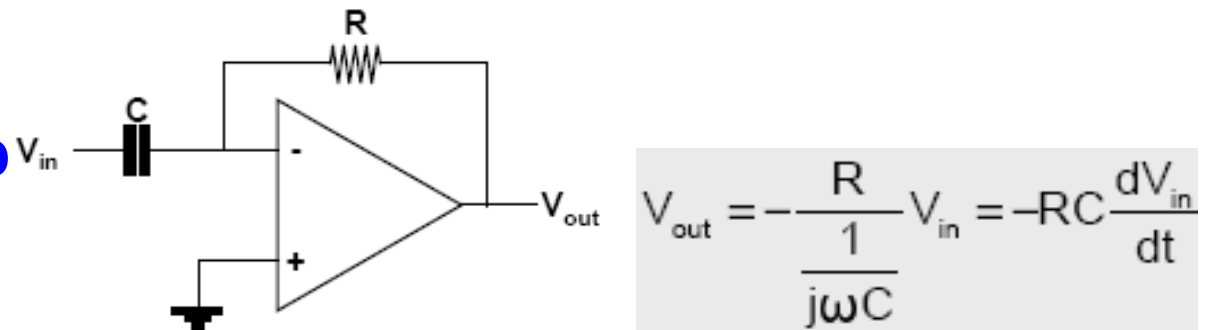 R
C
V_in
-
+
V_out
V_out = -R/(1/(jωC)) V_in = -RC dV_in/dt